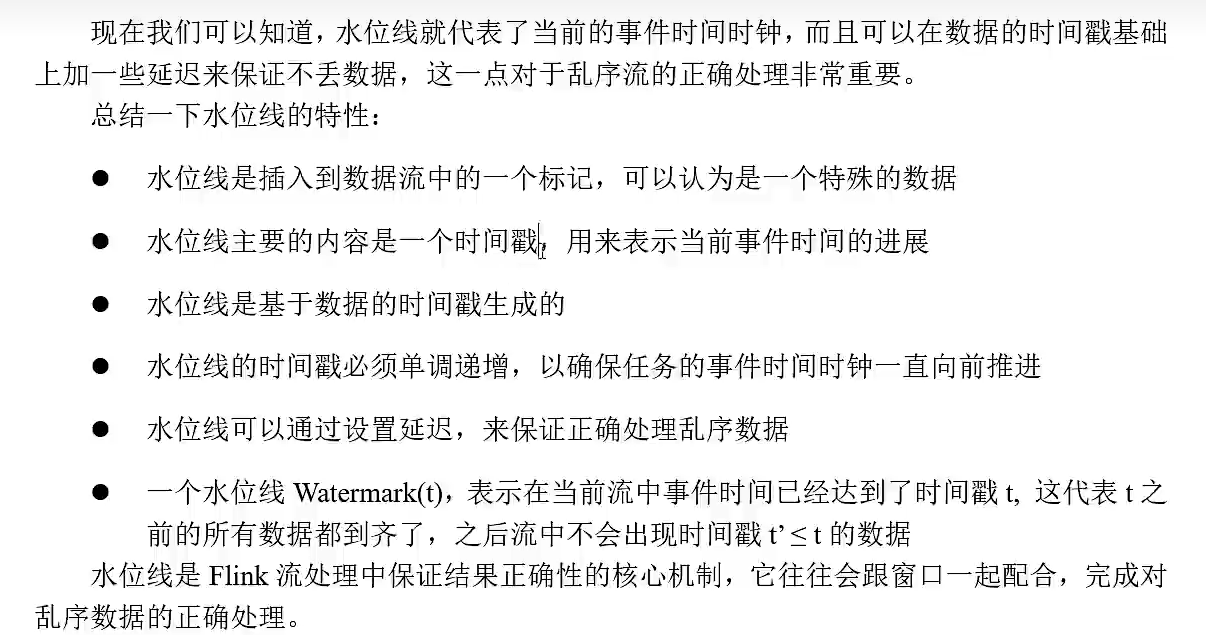 现在我们可以知道，水位线就代表了当前的事件时间时钟，而且可以在数据的时间戳基础
上加一些延迟来保证不丢数据，这一点对于乱序流的正确处理非常重要。
总结一下水位线的特性：
● 水位线是插入到数据流中的一个标记，可以认为是一个特殊的数据
● 水位线主要的内容是一个时间戳，用来表示当前事件时间的进展
● 水位线是基于数据的时间戳生成的
● 水位线的时间戳必须单调递增，以确保任务的事件时间时钟一直向前推进
● 水位线可以通过设置延迟，来保证正确处理乱序数据
● 一个水位线 Watermark(t)，表示在当前流中事件时间已经达到了时间戳 t, 这代表 t 之
前的所有数据都到齐了，之后流中不会出现时间戳 t’ ≤ t 的数据
水位线是 Flink 流处理中保证结果正确性的核心机制，它往往会跟窗口一起配合，完成对
乱序数据的正确处理。